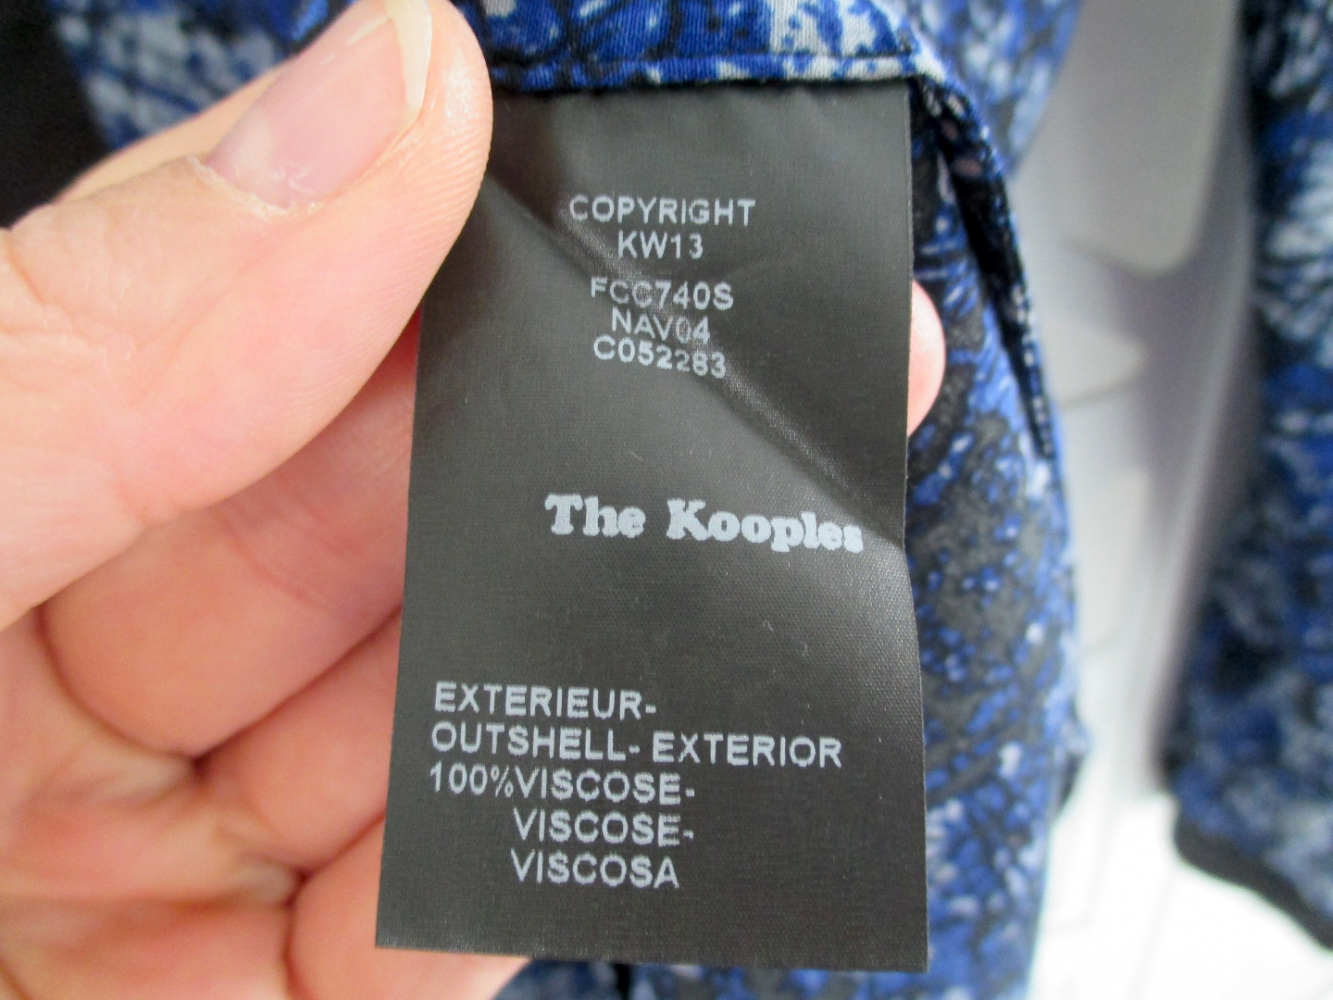 COPYRIGHT
KW13
FCC740S
NAV04
C052283
The Kooples
EXTERIEUR-
OUTSHELL- EXTERIOR
100%VISCOSE-
VISCOSE-
VISCOSA